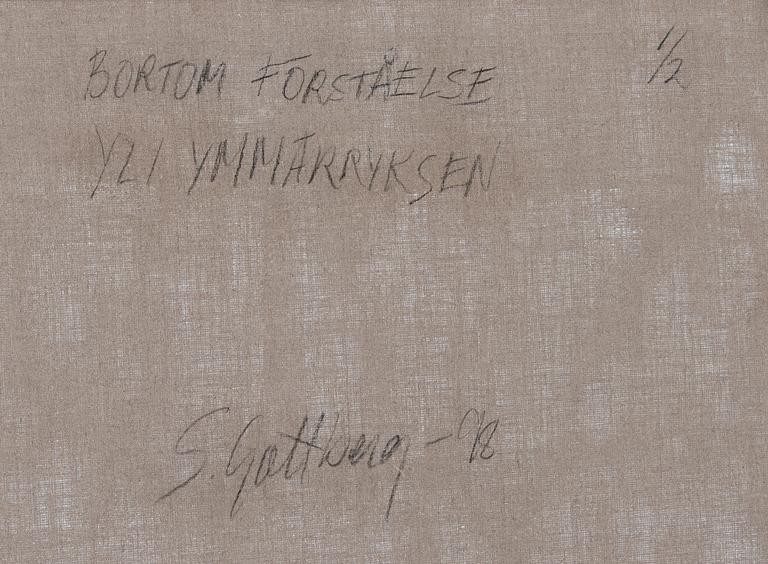 BORTOM FÖRSTÅELSE 1/2
YLI YMMÄRRYKSEN
S. Gottberg - 98